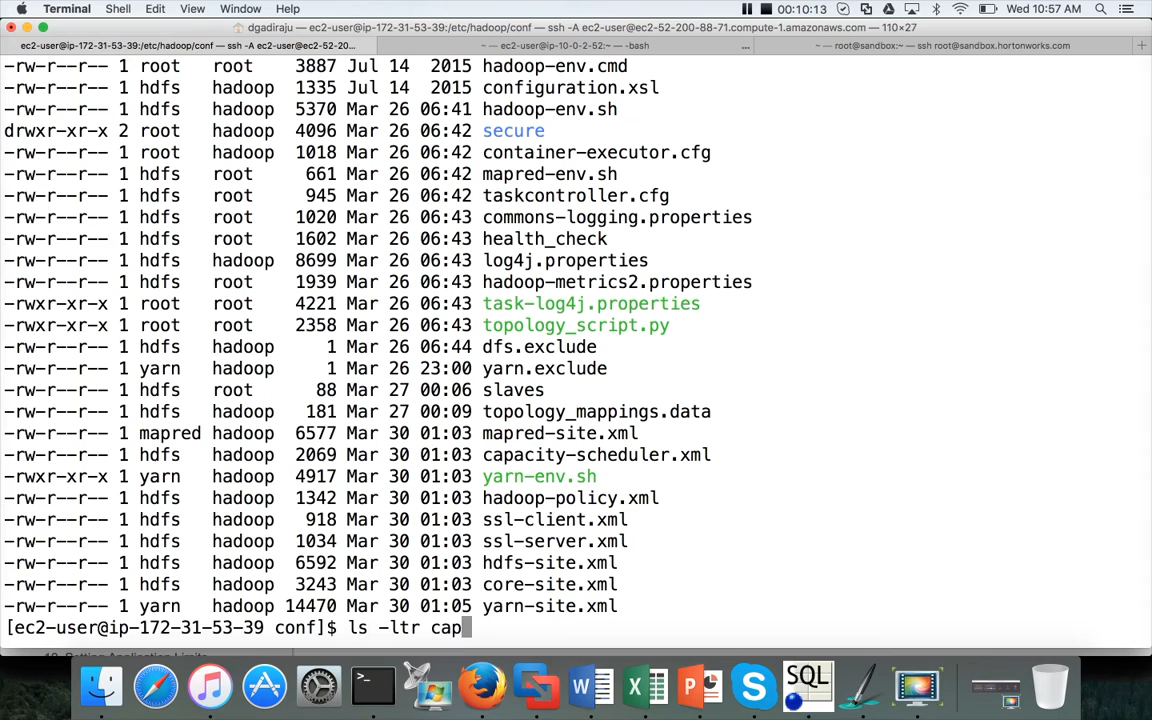 Terminal Shell Edit View Window Help 00:10:13 Wed 10:57 AM
dgadiraju — ec2-user@ip-172-31-53-39:/etc/hadoop/conf — ssh -A ec2-user@ec2-52-200-88-71.compute-1.amazonaws.com — 110×27
ec2-user@ip-172-31-53-39:/etc/hadoop/conf — ssh -A ec2-user@ec2-52-20... ~ — ec2-user@ip-10-0-2-52:~ — -bash ... ~ — root@sandbox:~ — ssh root@sandbox.hortonworks.com +
-rw-r--r-- 1 root root 3887 Jul 14 2015 hadoop-env.cmd
-rw-r--r-- 1 hdfs hadoop 1335 Jul 14 2015 configuration.xsl
-rw-r--r-- 1 hdfs hadoop 5370 Mar 26 06:41 hadoop-env.sh
drwxr-xr-x 2 root hadoop 4096 Mar 26 06:42 secure
-rw-r--r-- 1 root hadoop 1018 Mar 26 06:42 container-executor.cfg
-rw-r--r-- 1 hdfs root 661 Mar 26 06:42 mapred-env.sh
-rw-r--r-- 1 hdfs root 945 Mar 26 06:42 taskcontroller.cfg
-rw-r--r-- 1 hdfs root 1020 Mar 26 06:43 commons-logging.properties
-rw-r--r-- 1 hdfs root 1602 Mar 26 06:43 health_check
-rw-r--r-- 1 hdfs hadoop 8699 Mar 26 06:43 log4j.properties
-rw-r--r-- 1 hdfs root 1939 Mar 26 06:43 hadoop-metrics2.properties
-rwxr-xr-x 1 root root 4221 Mar 26 06:43 task-log4j.properties
-rwxr-xr-x 1 root root 2358 Mar 26 06:43 topology_script.py
-rw-r--r-- 1 hdfs hadoop 1 Mar 26 06:44 dfs.exclude
-rw-r--r-- 1 yarn hadoop 1 Mar 26 23:00 yarn.exclude
-rw-r--r-- 1 hdfs root 88 Mar 27 00:06 slaves
-rw-r--r-- 1 hdfs hadoop 181 Mar 27 00:09 topology_mappings.data
-rw-r--r-- 1 mapred hadoop 6577 Mar 30 01:03 mapred-site.xml
-rw-r--r-- 1 hdfs hadoop 2069 Mar 30 01:03 capacity-scheduler.xml
-rwxr-xr-x 1 yarn hadoop 4917 Mar 30 01:03 yarn-env.sh
-rw-r--r-- 1 hdfs hadoop 1342 Mar 30 01:03 hadoop-policy.xml
-rw-r--r-- 1 hdfs hadoop 918 Mar 30 01:03 ssl-client.xml
-rw-r--r-- 1 hdfs hadoop 1034 Mar 30 01:03 ssl-server.xml
-rw-r--r-- 1 hdfs hadoop 6592 Mar 30 01:03 hdfs-site.xml
-rw-r--r-- 1 hdfs hadoop 3243 Mar 30 01:03 core-site.xml
-rw-r--r-- 1 yarn hadoop 14470 Mar 30 01:05 yarn-site.xml
[ec2-user@ip-172-31-53-39 conf]$ ls -ltr cap
SQL